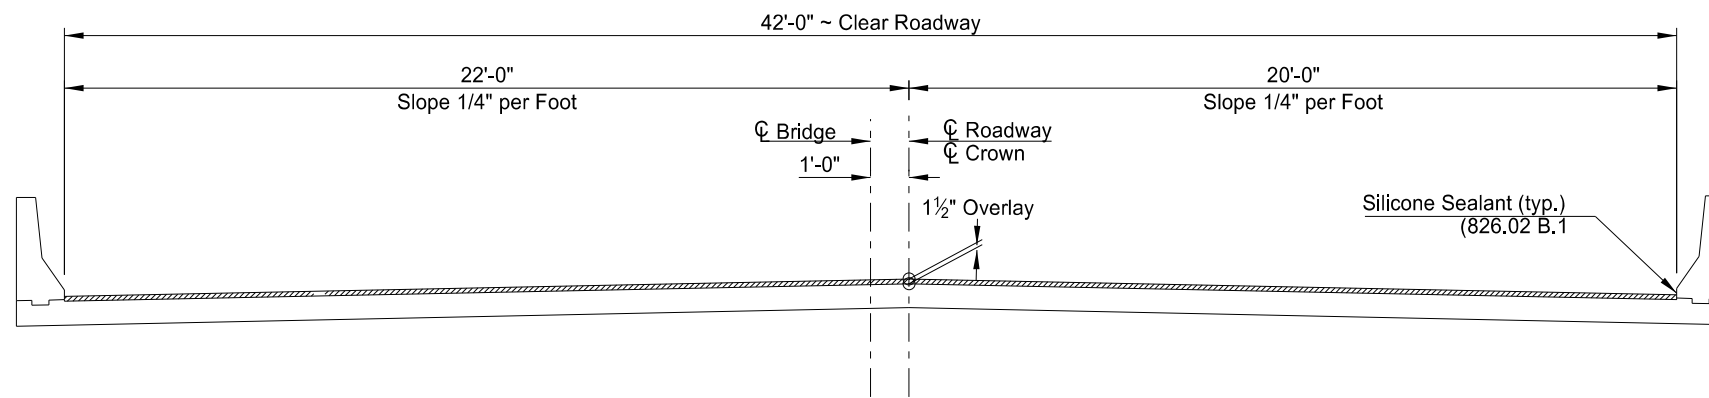 42'-0" ~ Clear Roadway
22'-0"
Slope 1/4" per Foot
20'-0"
Slope 1/4" per Foot
℄ Bridge
℄ Roadway
℄ Crown
1'-0"
1½" Overlay
Silicone Sealant (typ.)
(826.02 B.1